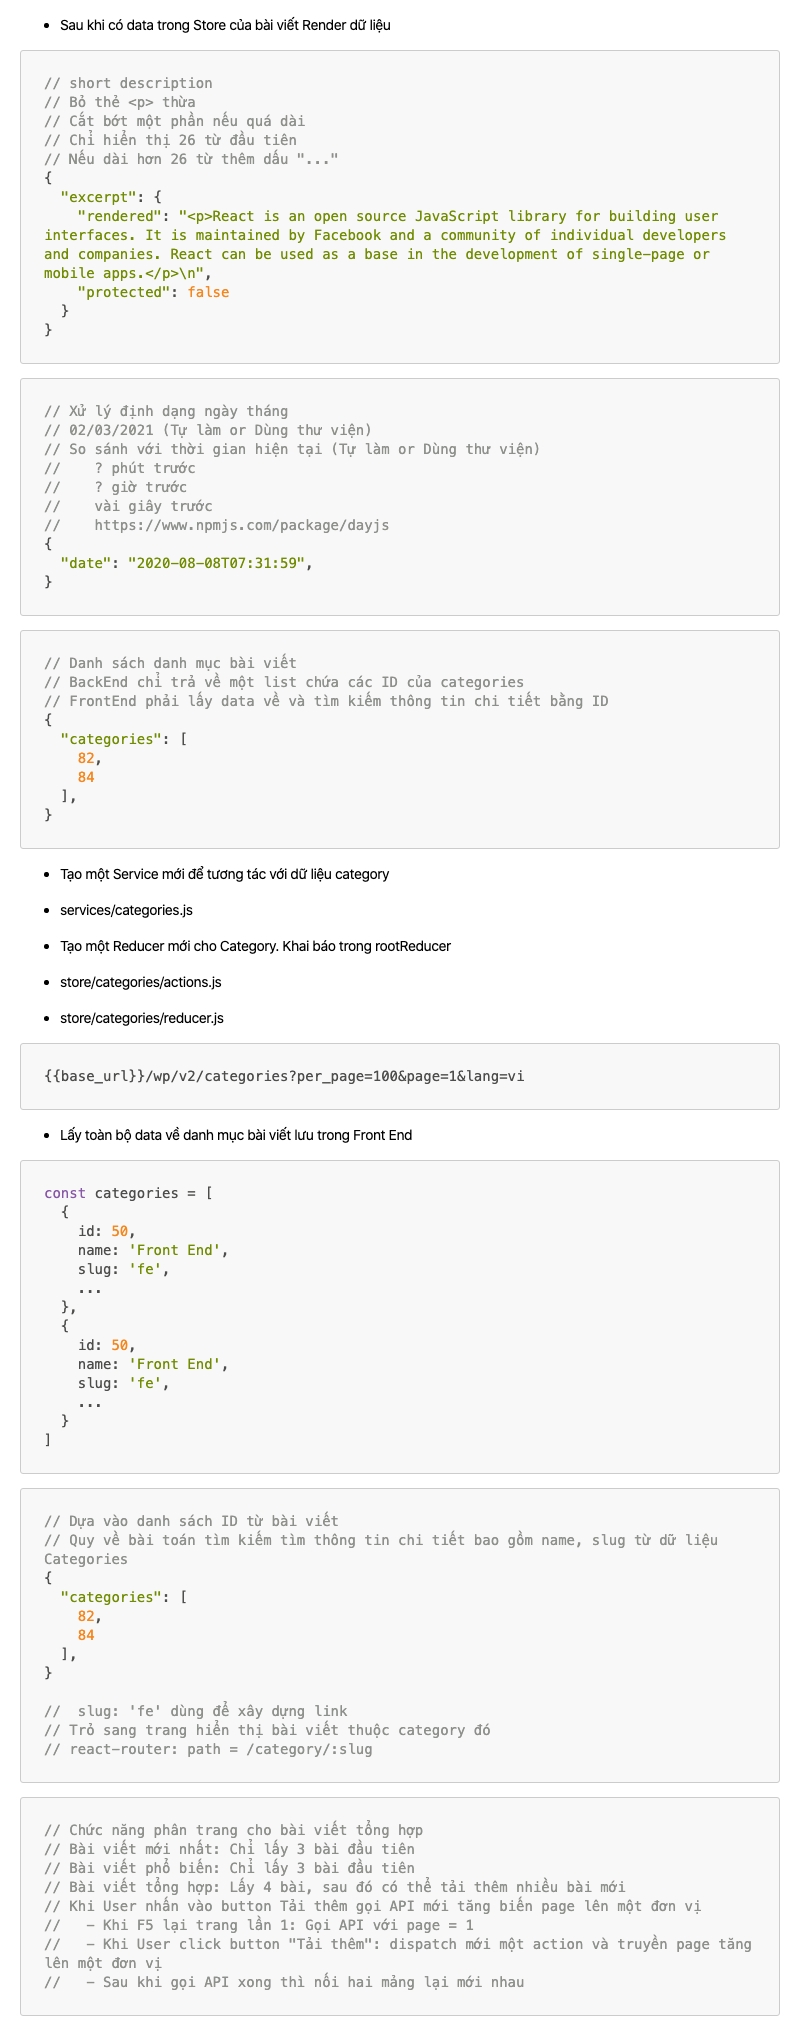 Sau khi có data trong Store của bài viết Render dữ liệu
// short description
// Bỏ thẻ <p> thừa
// Cắt bớt một phần nếu quá dài
// Chỉ hiển thị 26 từ đầu tiên
// Nếu dài hơn 26 từ thêm dấu "..."
{
"excerpt": {
"rendered": "<p>React is an open source JavaScript library for building user
interfaces. It is maintained by Facebook and a community of individual developers
and companies. React can be used as a base in the development of single-page or
mobile apps.</p>\n",
"protected": false
}
}
// Xử lý định dạng ngày tháng
// 02/03/2021 (Tự làm or Dùng thư viện)
// So sánh với thời gian hiện tại (Tự làm or Dùng thư viện)
//    ? phút trước
//    ? giờ trước
//    vài giây trước
//    https://www.npmjs.com/package/dayjs
{
"date": "2020-08-08T07:31:59",
}
// Danh sách danh mục bài viết
// BackEnd chỉ trả về một list chứa các ID của categories
// FrontEnd phải lấy data về và tìm kiếm thông tin chi tiết bằng ID
{
"categories": [
82,
84
],
}
Tạo một Service mới để tương tác với dữ liệu category
services/categories.js
Tạo một Reducer mới cho Category. Khai báo trong rootReducer
store/categories/actions.js
store/categories/reducer.js
{{base_url}}/wp/v2/categories?per_page=100&page=1&lang=vi
Lấy toàn bộ data về danh mục bài viết lưu trong Front End
const categories = [
{
id: 50,
name: 'Front End',
slug: 'fe',
...
},
{
id: 50,
name: 'Front End',
slug: 'fe',
...
}
]
// Dựa vào danh sách ID từ bài viết
// Quy về bài toán tìm kiếm tìm thông tin chi tiết bao gồm name, slug từ dữ liệu
Categories
{
"categories": [
82,
84
],
}
//  slug: 'fe' dùng để xây dựng link
// Trỏ sang trang hiển thị bài viết thuộc category đó
// react-router: path = /category/:slug
// Chức năng phân trang cho bài viết tổng hợp
// Bài viết mới nhất: Chỉ lấy 3 bài đầu tiên
// Bài viết phổ biến: Chỉ lấy 3 bài đầu tiên
// Bài viết tổng hợp: Lấy 4 bài, sau đó có thể tải thêm nhiều bài mới
// Khi User nhấn vào button Tải thêm gọi API mới tăng biến page lên một đơn vị
//   - Khi F5 lại trang lần 1: Gọi API với page = 1
//   - Khi User click button "Tải thêm": dispatch mới một action và truyền page tăng
lên một đơn vị
//   - Sau khi gọi API xong thì nối hai mảng lại mới nhau